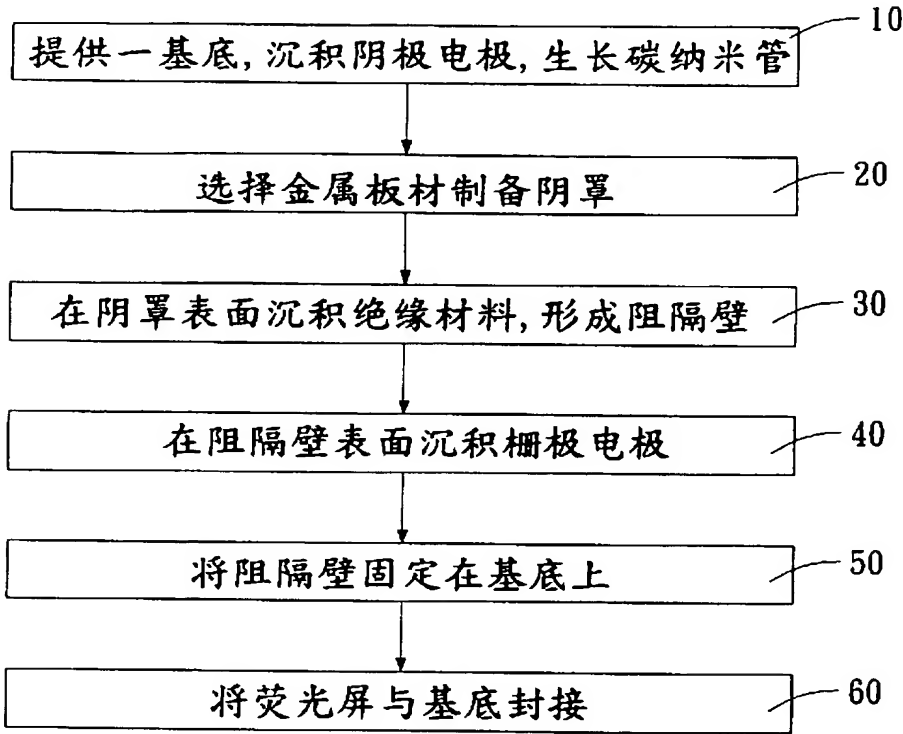 10
提供一基底,沉积阴极电极,生长碳纳米管
选择金属板材制备阴罩
20
在阴罩表面沉积绝缘材料,形成阻隔壁
30
在阻隔壁表面沉积栅极电极
40
将阻隔壁固定在基底上
50
将荧光屏与基底封接
60